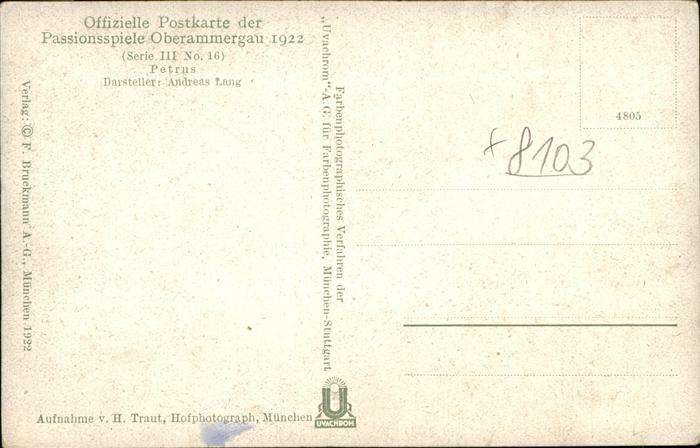 Offizielle Postkarte der
Passionsspiele Oberammergau 1922
(Serie III No. 16)
Petrus
Darsteller: Andreas Lang
Verlag: © F. Bruckmann A.-G., München 1922
Farbenphotographisches Verfahren der
„Uvachrom“-A.G. für Farbenphotographie, München-Stuttgart
4805
+ 8103
Aufnahme v. H. Traut, Hofphotograph, München
U
UVACHROM